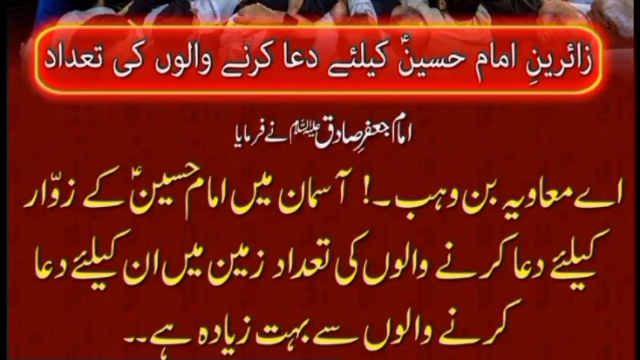 زائرینِ امام حسینؑ کیلئے دعا کرنے والوں کی تعداد
امام جعفرِ صادق علیہ السلام نے فرمایا
اے معاویہ بن وہب۔۔! آسمان میں امام حسینؑ کے زوّار
کیلئے دعا کرنے والوں کی تعداد زمین میں ان کیلئے دعا
کرنے والوں سے بہت زیادہ ہے۔۔